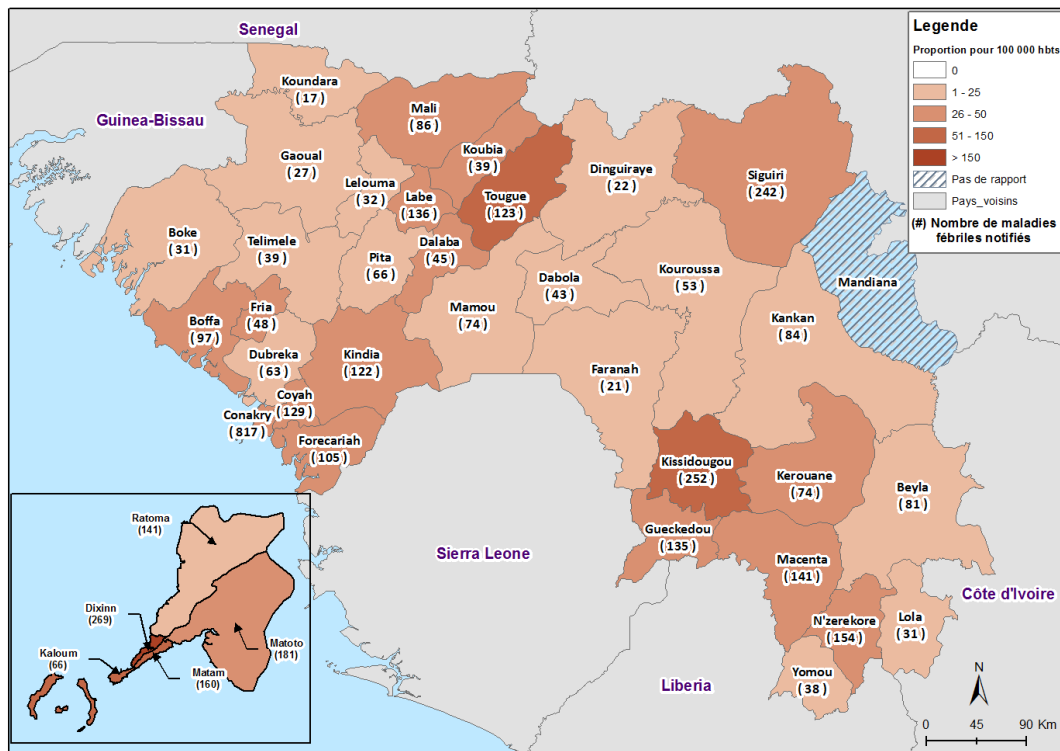 Senegal
Guinea-Bissau
Koundara
( 17 )
Mali
( 86 )
Koubia
( 39 )
Gaoual
( 27 )
Lelouma
( 32 )
Labe
( 136 )
Tougue
( 123 )
Dinguiraye
( 22 )
Siguiri
( 242 )
Boke
( 31 )
Telimele
( 39 )
Pita
( 66 )
Dalaba
( 45 )
Dabola
( 43 )
Kouroussa
( 53 )
Mandiana
Boffa
( 97 )
Fria
( 48 )
Mamou
( 74 )
Kankan
( 84 )
Dubreka
( 63 )
Kindia
( 122 )
Faranah
( 21 )
Coyah
( 129 )
Conakry
( 817 )
Forecariah
( 105 )
Kissidougou
( 252 )
Kerouane
( 74 )
Beyla
( 81 )
Gueckedou
( 135 )
Macenta
( 141 )
N'zerekore
( 154 )
Lola
( 31 )
Yomou
( 38 )
Sierra Leone
Liberia
Côte d'Ivoire
Legende
Proportion pour 100 000 hbts
0
1 - 25
26 - 50
51 - 150
> 150
Pas de rapport
Pays_voisins
(#) Nombre de maladies
fébriles notifiés
Ratoma
(141)
Dixinn
(269)
Kaloum
(66)
Matam
(160)
Matoto
(181)
N
0 45 90 Km